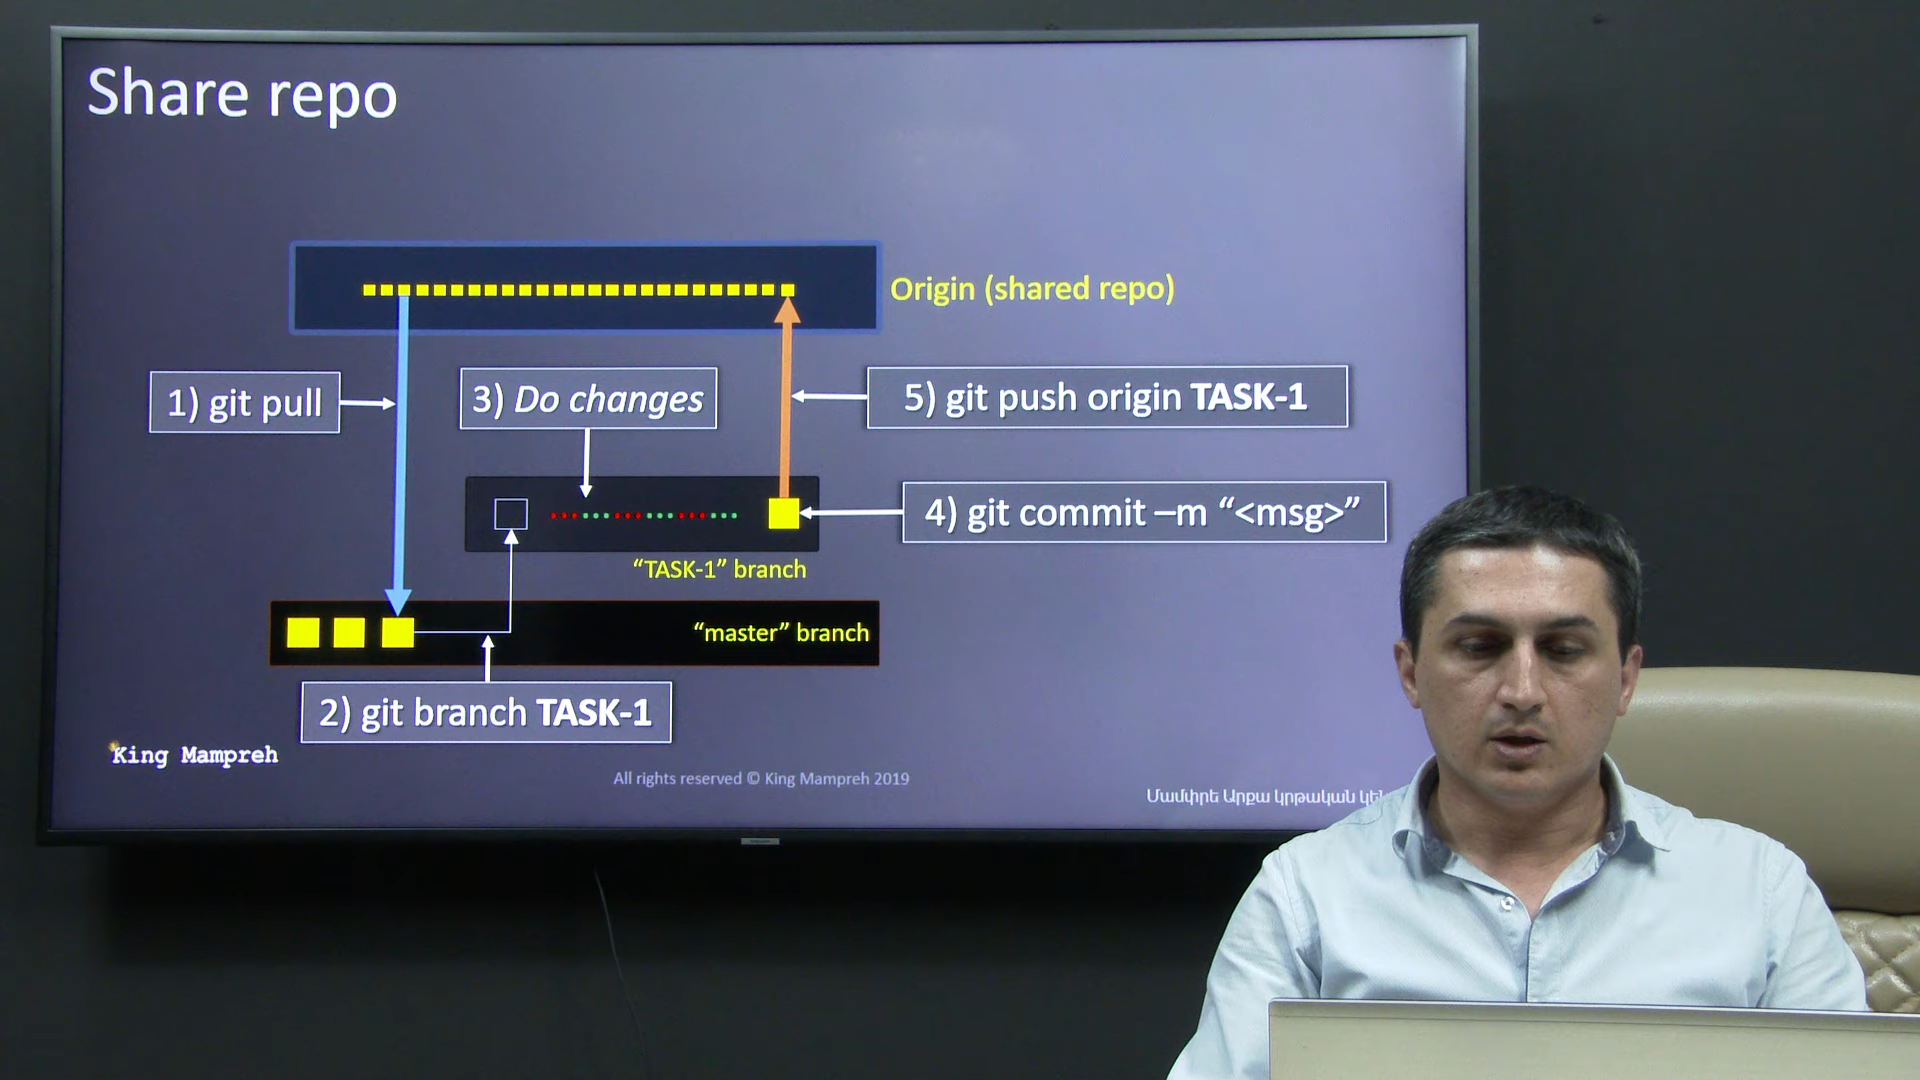 Share repo
Origin (shared repo)
1) git pull
3) Do changes
5) git push origin TASK-1
4) git commit –m “<msg>”
“TASK-1” branch
“master” branch
2) git branch TASK-1
King Mampreh
All rights reserved © King Mampreh 2019
Մամփրե Արքա կրթական